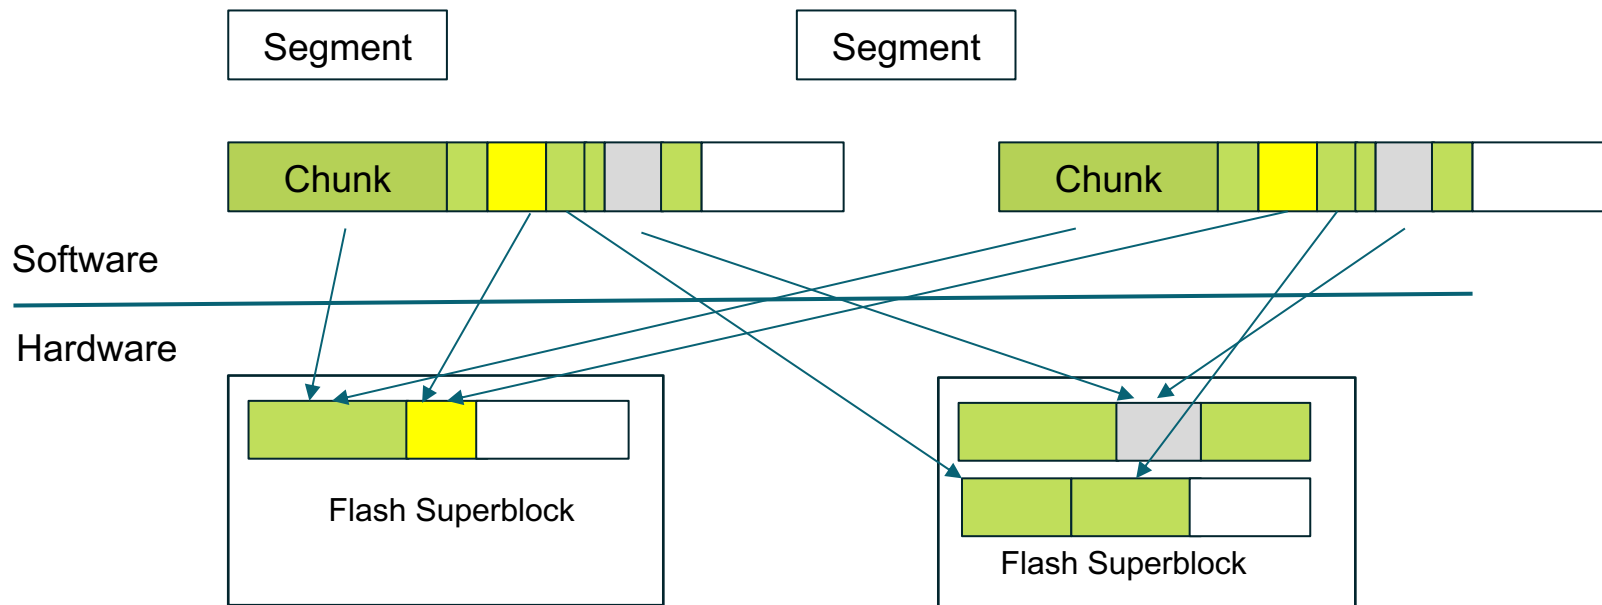 Segment
Segment
Chunk
Chunk
Software
Hardware
Flash Superblock
Flash Superblock